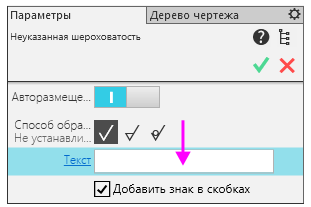 Параметры
Дерево чертежа
Неуказанная шероховатость
Авторазмеще...
Способ обра...
Не устанавли...
Текст
Добавить знак в скобках